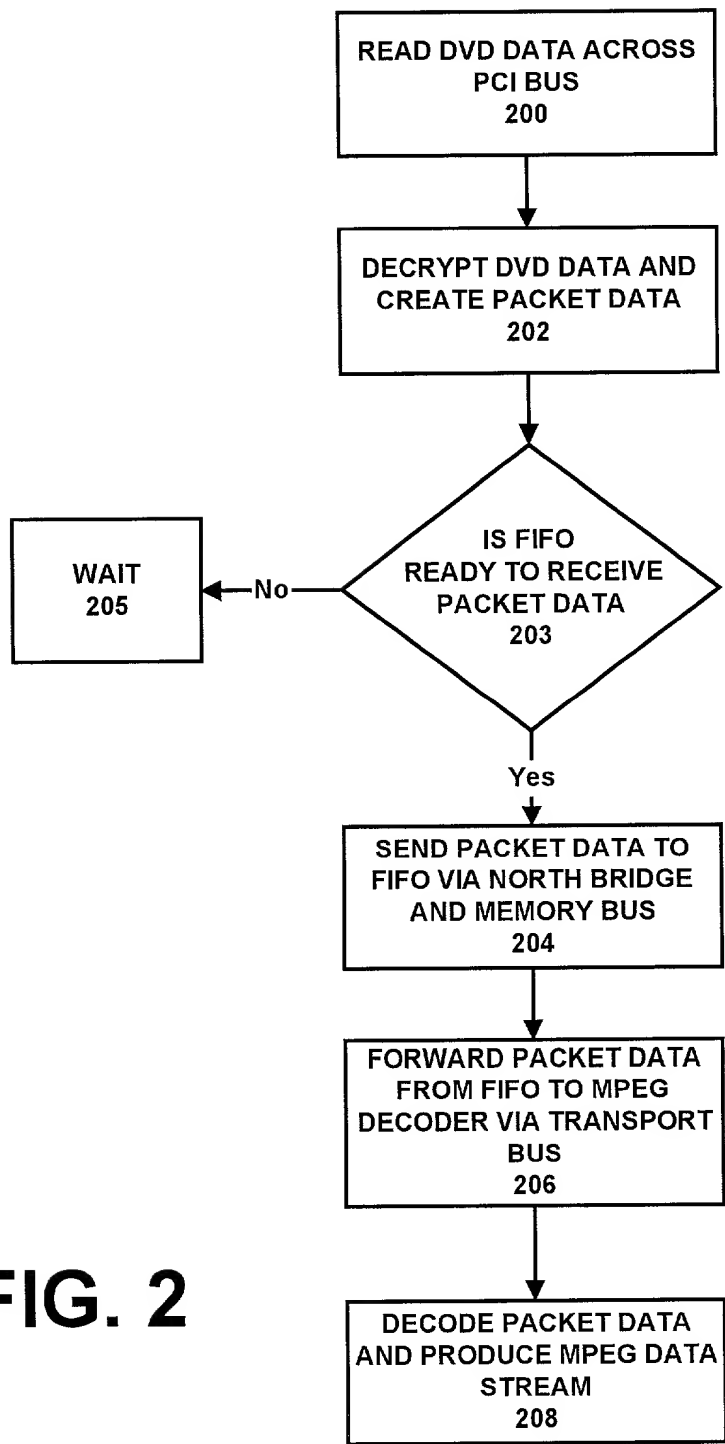 READ DVD DATA ACROSS
PCI BUS
200
DECRYPT DVD DATA AND
CREATE PACKET DATA
202
IS FIFO
READY TO RECEIVE
PACKET DATA
203
No
WAIT
205
Yes
SEND PACKET DATA TO
FIFO VIA NORTH BRIDGE
AND MEMORY BUS
204
FORWARD PACKET DATA
FROM FIFO TO MPEG
DECODER VIA TRANSPORT
BUS
206
DECODE PACKET DATA
AND PRODUCE MPEG DATA
STREAM
208
FIG. 2